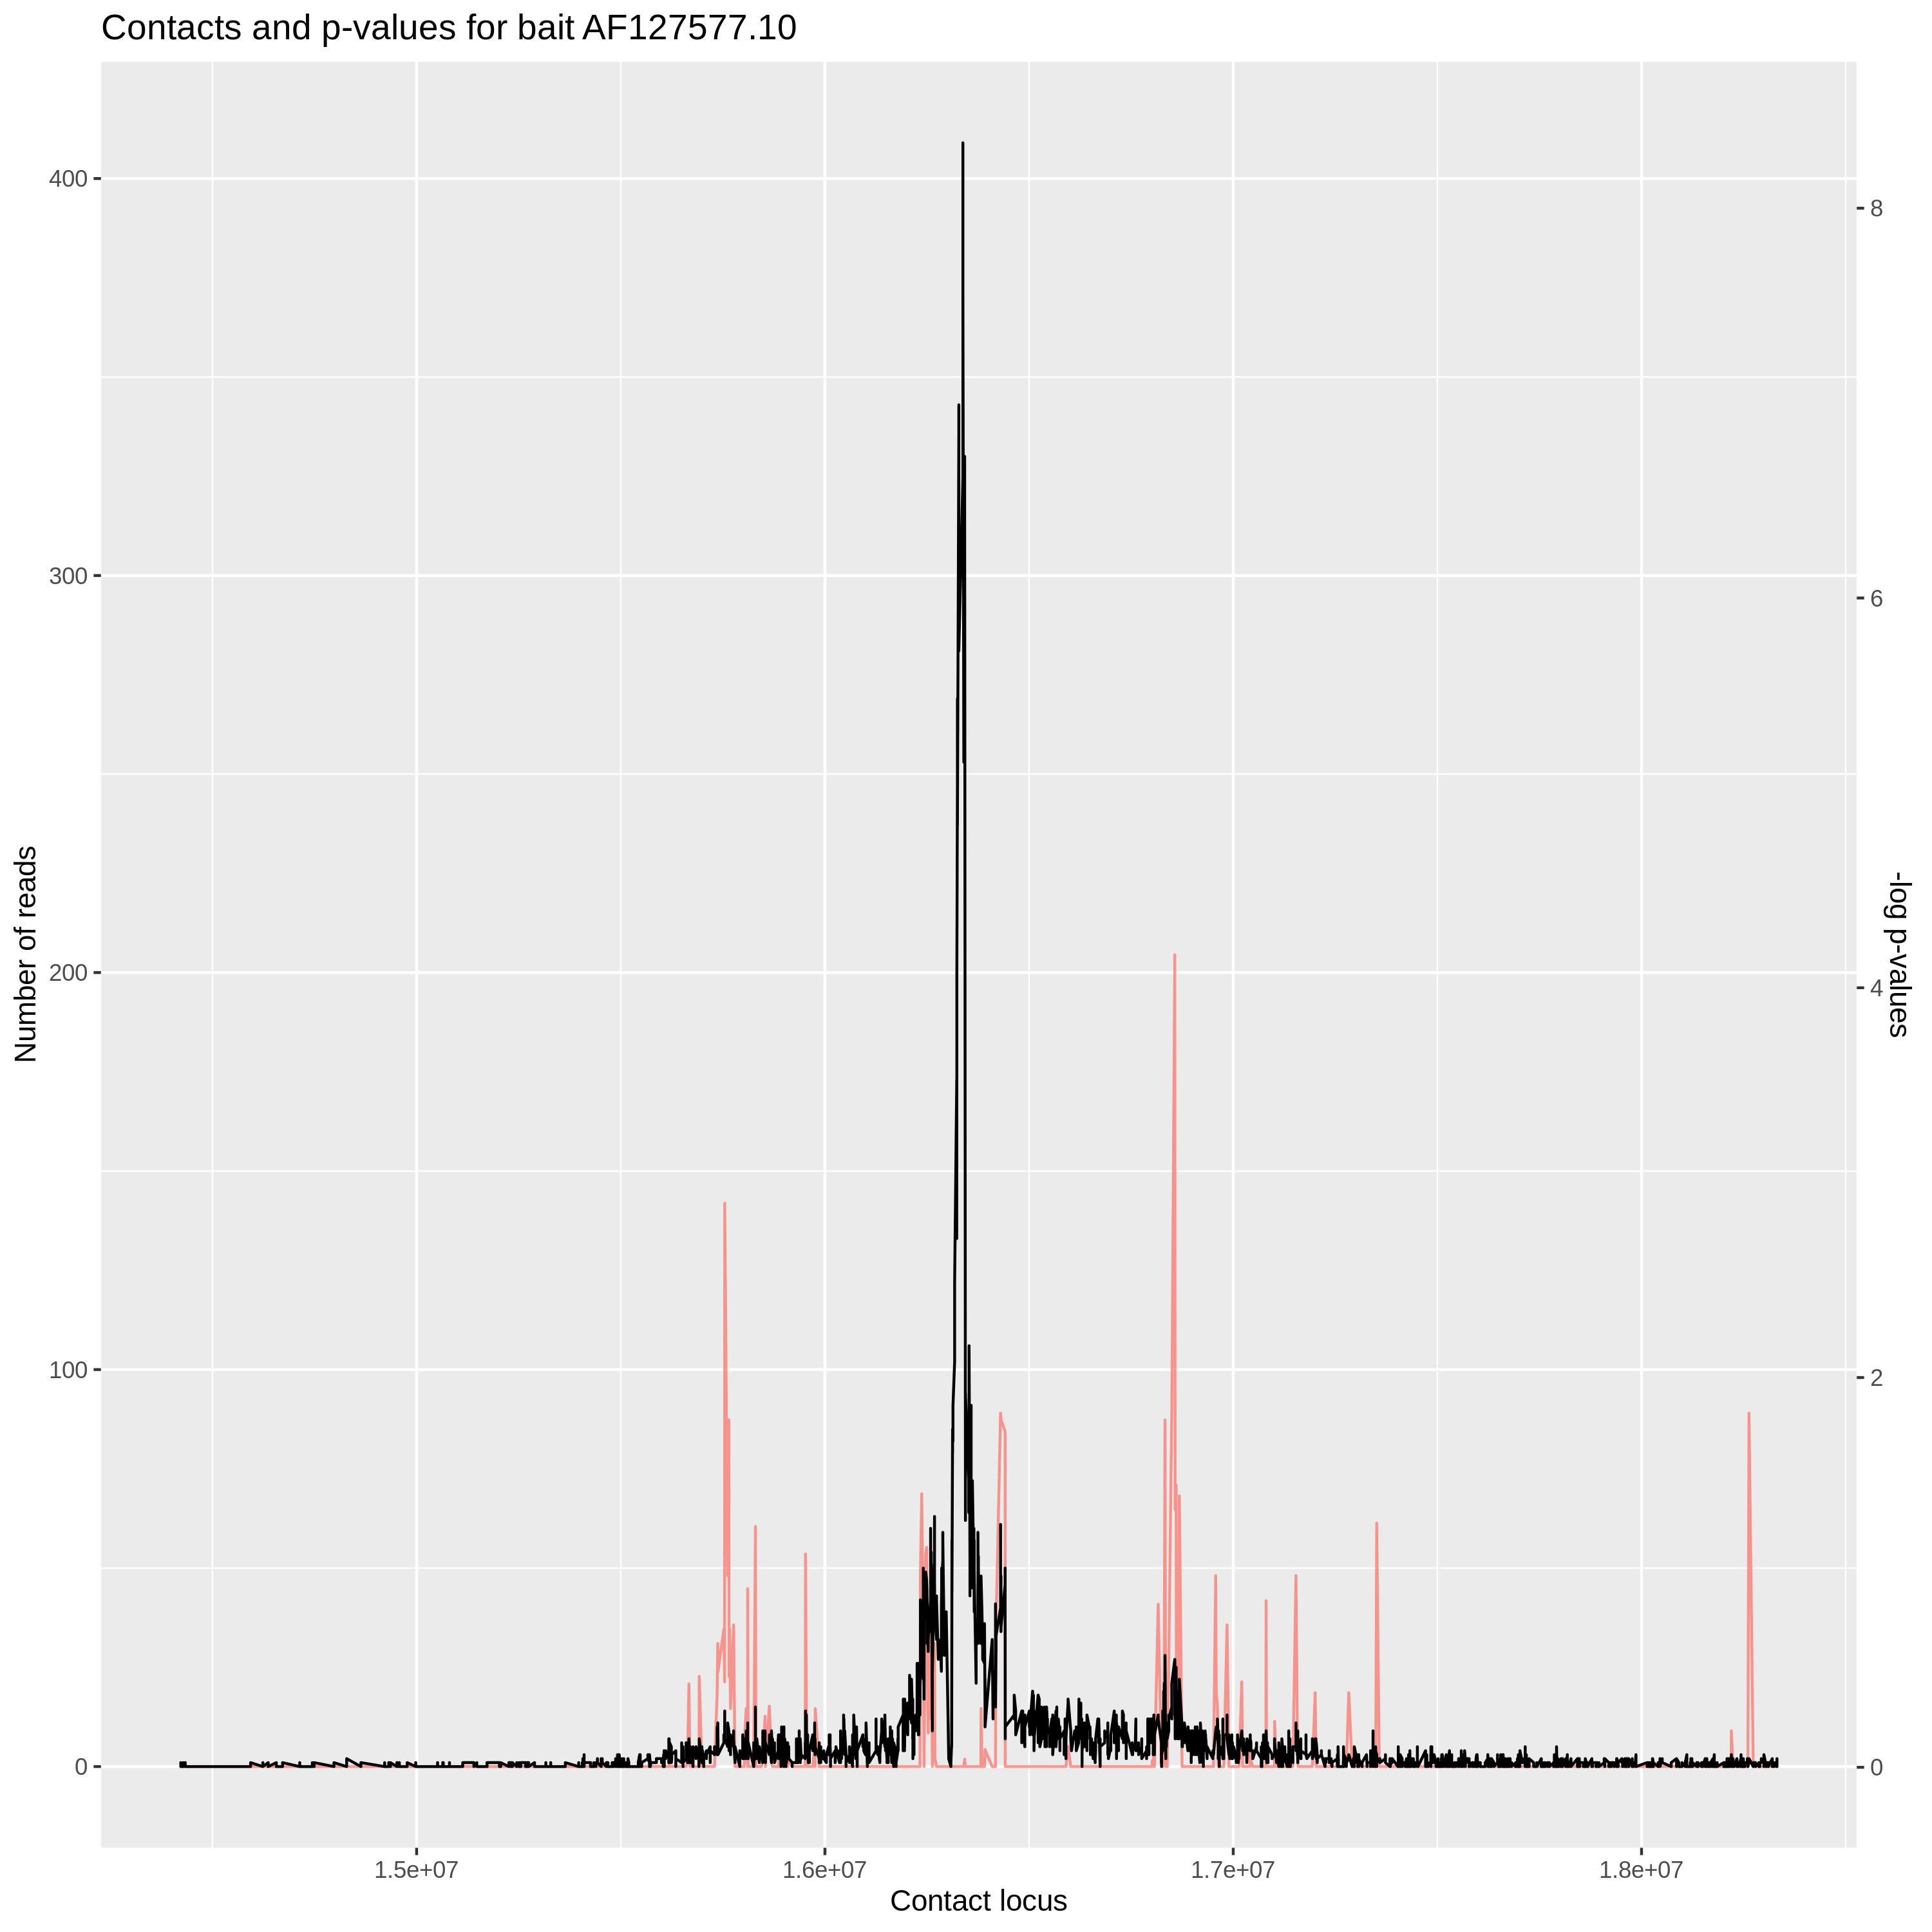 Contacts and p-values for bait AF127577.10
400
300
200
100
0
8
6
4
2
0
Number of reads
-log p-values
1.5e+07 1.6e+07 1.7e+07 1.8e+07
Contact locus